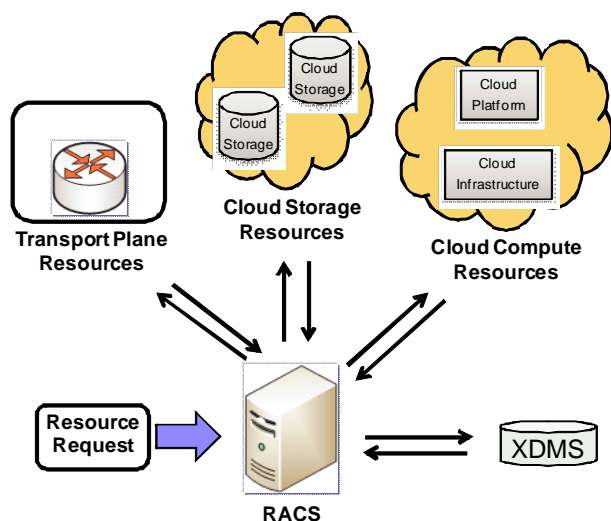 Cloud
Storage
Cloud
Storage
Cloud
Platform
Cloud
Infrastructure
Transport Plane
Resources
Cloud Storage
Resources
Cloud Compute
Resources
Resource
Request
RACS
XDMS